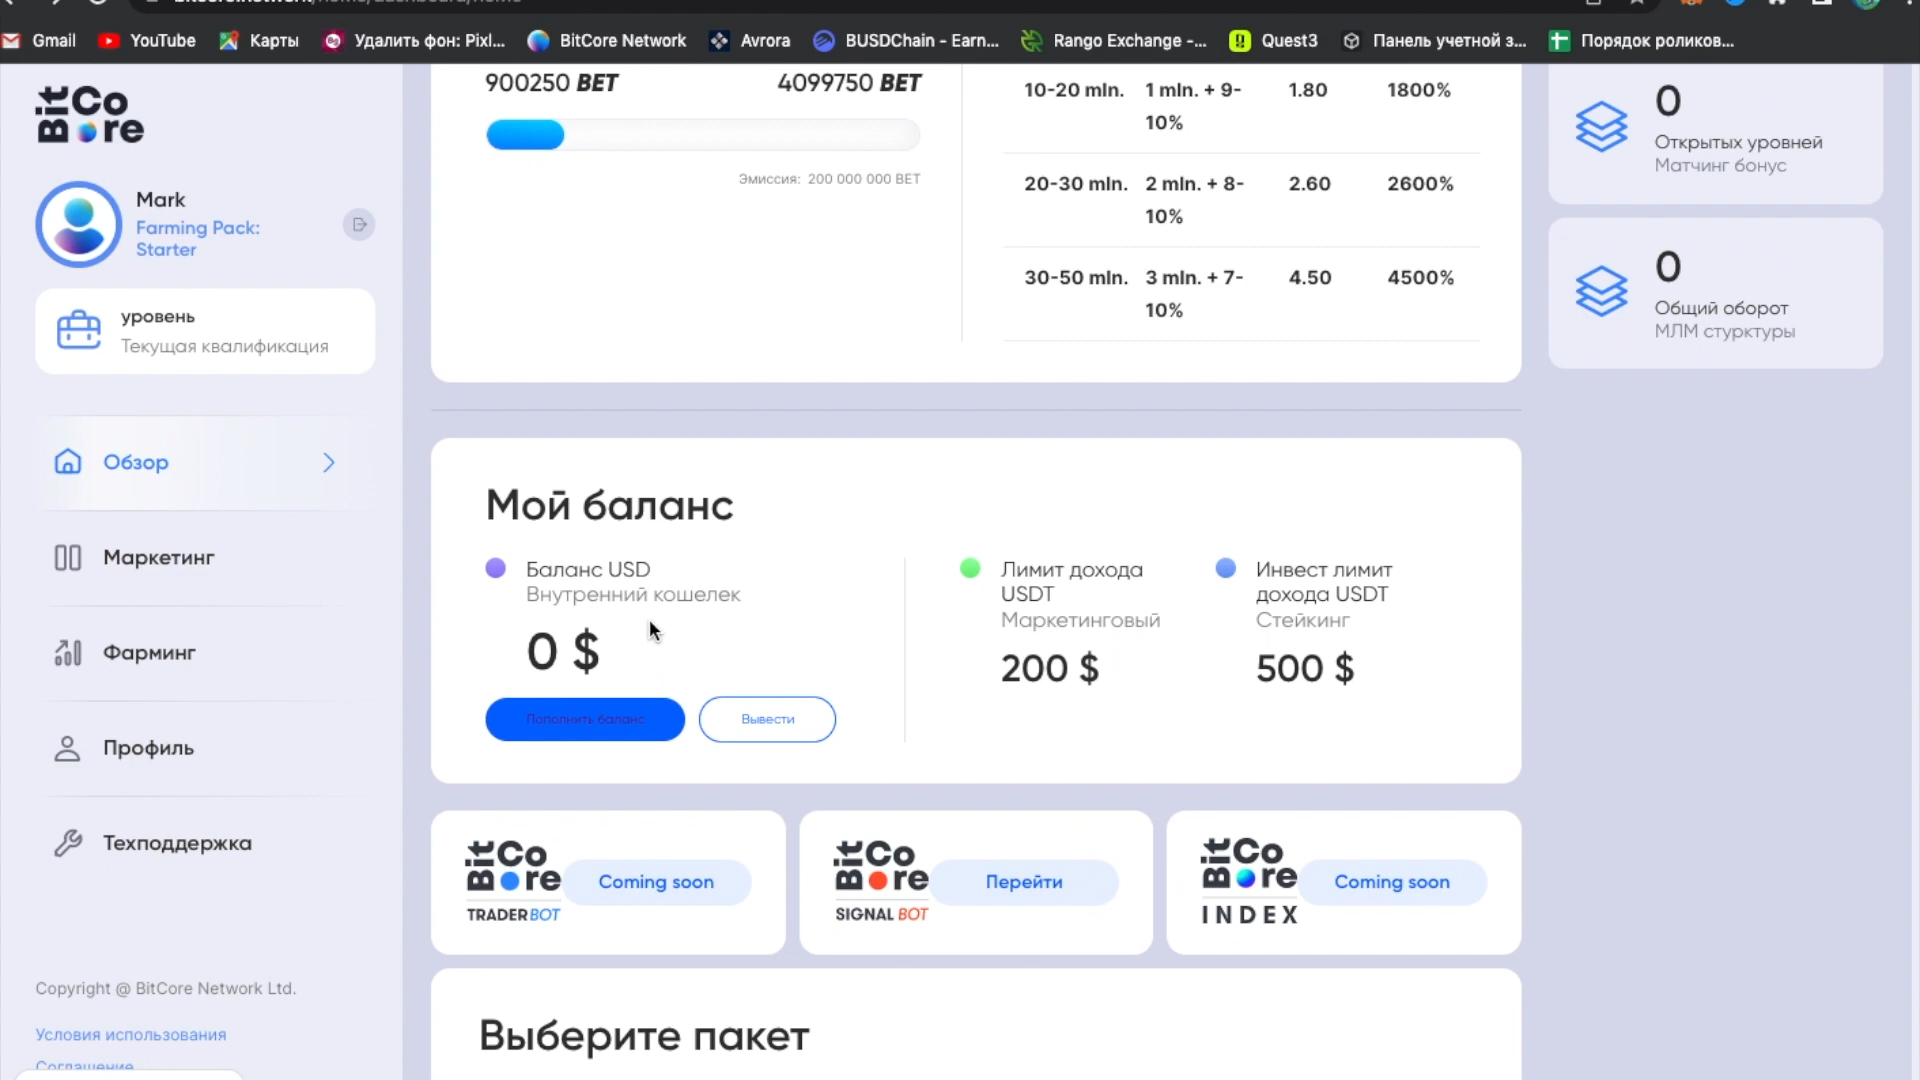 Gmail
YouTube
Карты
Удалить фон: Pixl...
BitCore Network
Avrora
BUSDChain - Earn...
Rango Exchange -...
Quest3
Панель учетной з...
Порядок роликов...
BitCore
Mark
Farming Pack:
Starter
уровень
Текущая квалификация
Обзор
Маркетинг
Фарминг
Профиль
Техподдержка
Copyright @ BitCore Network Ltd.
Условия использования
Соглашение
900250 BET
4099750 BET
Эмиссия: 200 000 000 BET
10-20 mln. 1 mln. + 9- 1.80 1800%
10%
20-30 mln. 2 mln. + 8- 2.60 2600%
10%
30-50 mln. 3 mln. + 7- 4.50 4500%
10%
0
Открытых уровней
Матчинг бонус
0
Общий оборот
МЛМ стурктуры
Мой баланс
Баланс USD
Внутренний кошелек
0 $
Пополнить баланс
Вывести
Лимит дохода
USDT
Маркетинговый
200 $
Инвест лимит
дохода USDT
Стейкинг
500 $
BitCore
TRADER BOT
Coming soon
BitCore
SIGNAL BOT
Перейти
BitCore
INDEX
Coming soon
Выберите пакет